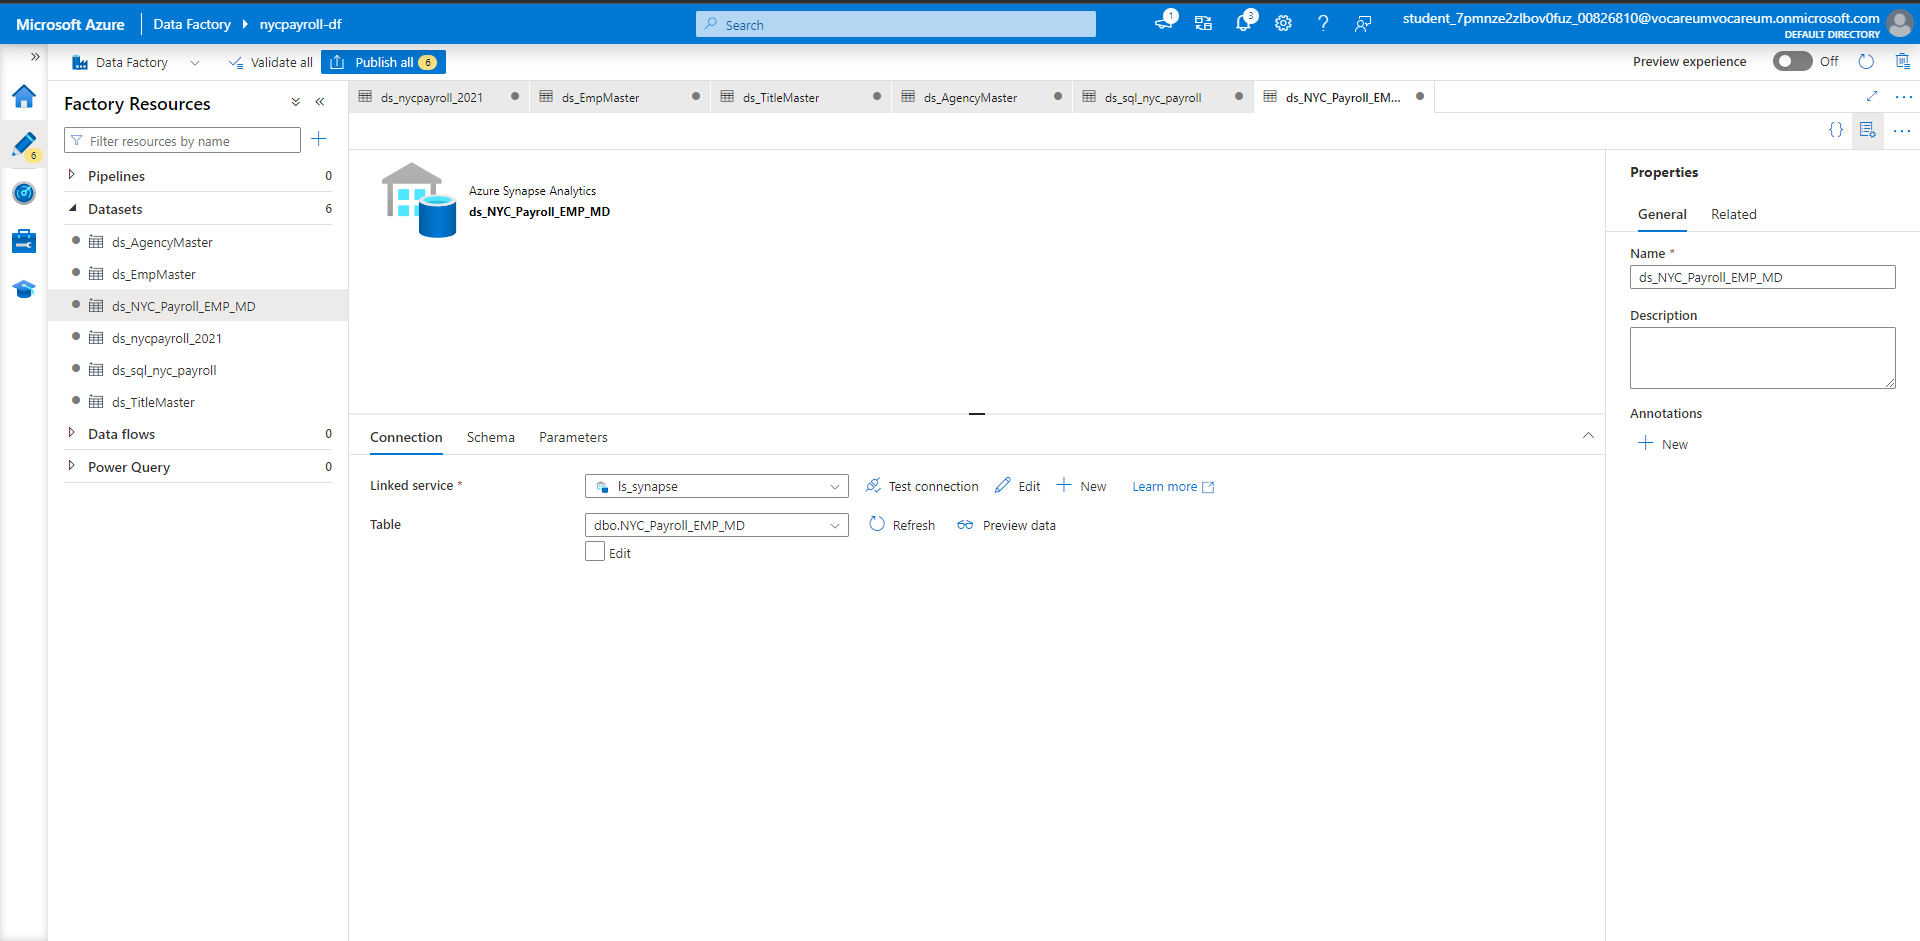 Microsoft Azure
Data Factory
nycpayroll-df
Search
1
3
student_7pmnze2zlbov0fuz_00826810@vocareumvocareum.onmicrosoft.com
DEFAULT DIRECTORY
Data Factory
Validate all
Publish all 6
Preview experience
Off
6
Factory Resources
Filter resources by name
Pipelines 0
Datasets 6
ds_AgencyMaster
ds_EmpMaster
ds_NYC_Payroll_EMP_MD
ds_nycpayroll_2021
ds_sql_nyc_payroll
ds_TitleMaster
Data flows 0
Power Query 0
ds_nycpayroll_2021
ds_EmpMaster
ds_TitleMaster
ds_AgencyMaster
ds_sql_nyc_payroll
ds_NYC_Payroll_EM...
Azure Synapse Analytics
ds_NYC_Payroll_EMP_MD
Connection
Schema
Parameters
Linked service *
ls_synapse
Test connection
Edit
New
Learn more
Table
dbo.NYC_Payroll_EMP_MD
Refresh
Preview data
Edit
Properties
General
Related
Name *
ds_NYC_Payroll_EMP_MD
Description
Annotations
New